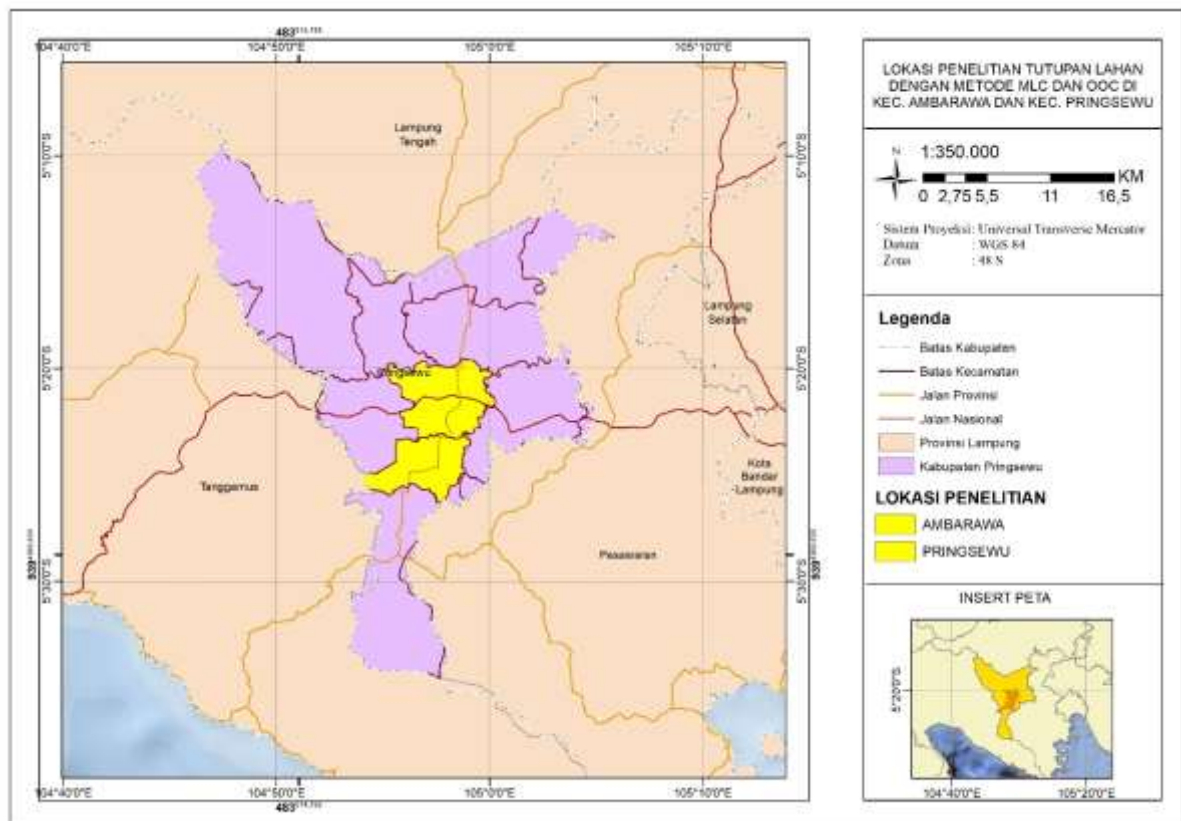 104°40'0"E
104°50'0"E
105°0'0"E
105°10'0"E
5°10'0"S
5°20'0"S
5°30'0"S
Lampung
Tengah
Lampung
Selatan
Pringsewu
Tanggamus
Kota
Bandar
Lampung
Pesawaran
5°10'0"S
5°20'0"S
5°30'0"S
104°40'0"E
104°50'0"E
105°0'0"E
105°10'0"E
LOKASI PENELITIAN TUTUPAN LAHAN
DENGAN METODE MLC DAN OOC DI
KEC. AMBARAWA DAN KEC. PRINGSEWU
N
1:350.000
KM
0 2,75 5,5 11 16,5
Sistem Proyeksi : Universal Transverse Mercator
Datum : WGS 84
Zona : 48 S
Legenda
Batas Kabupaten
Batas Kecamatan
Jalan Provinsi
Jalan Nasional
Provinsi Lampung
Kabupaten Pringsewu
LOKASI PENELITIAN
AMBARAWA
PRINGSEWU
INSERT PETA
5°20'0"S
5°20'0"S
104°40'0"E
105°20'0"E